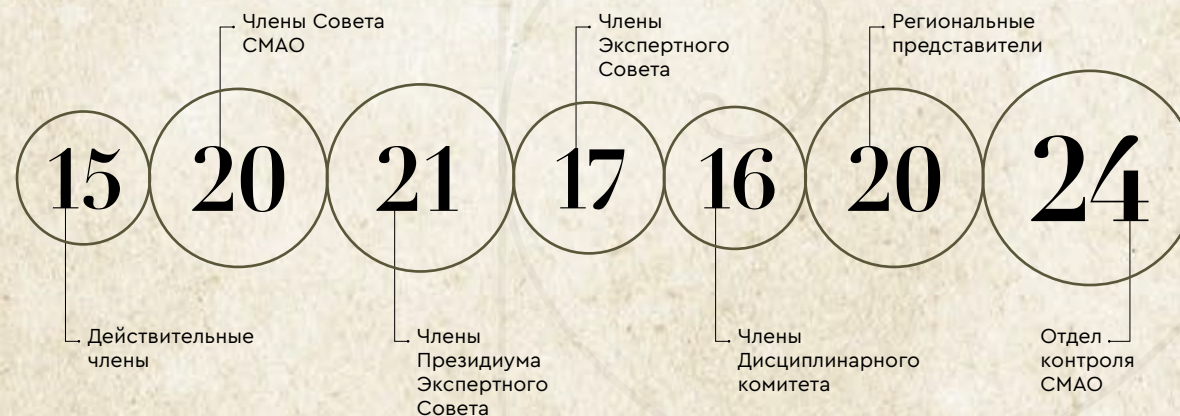 Члены Совета
СМАО
Члены
Экспертного
Совета
Региональные
представители
15
20
21
17
16
20
24
Действительные
члены
Члены
Президиума
Экспертного
Совета
Члены
Дисциплинарного
комитета
Отдел
контроля
СМАО